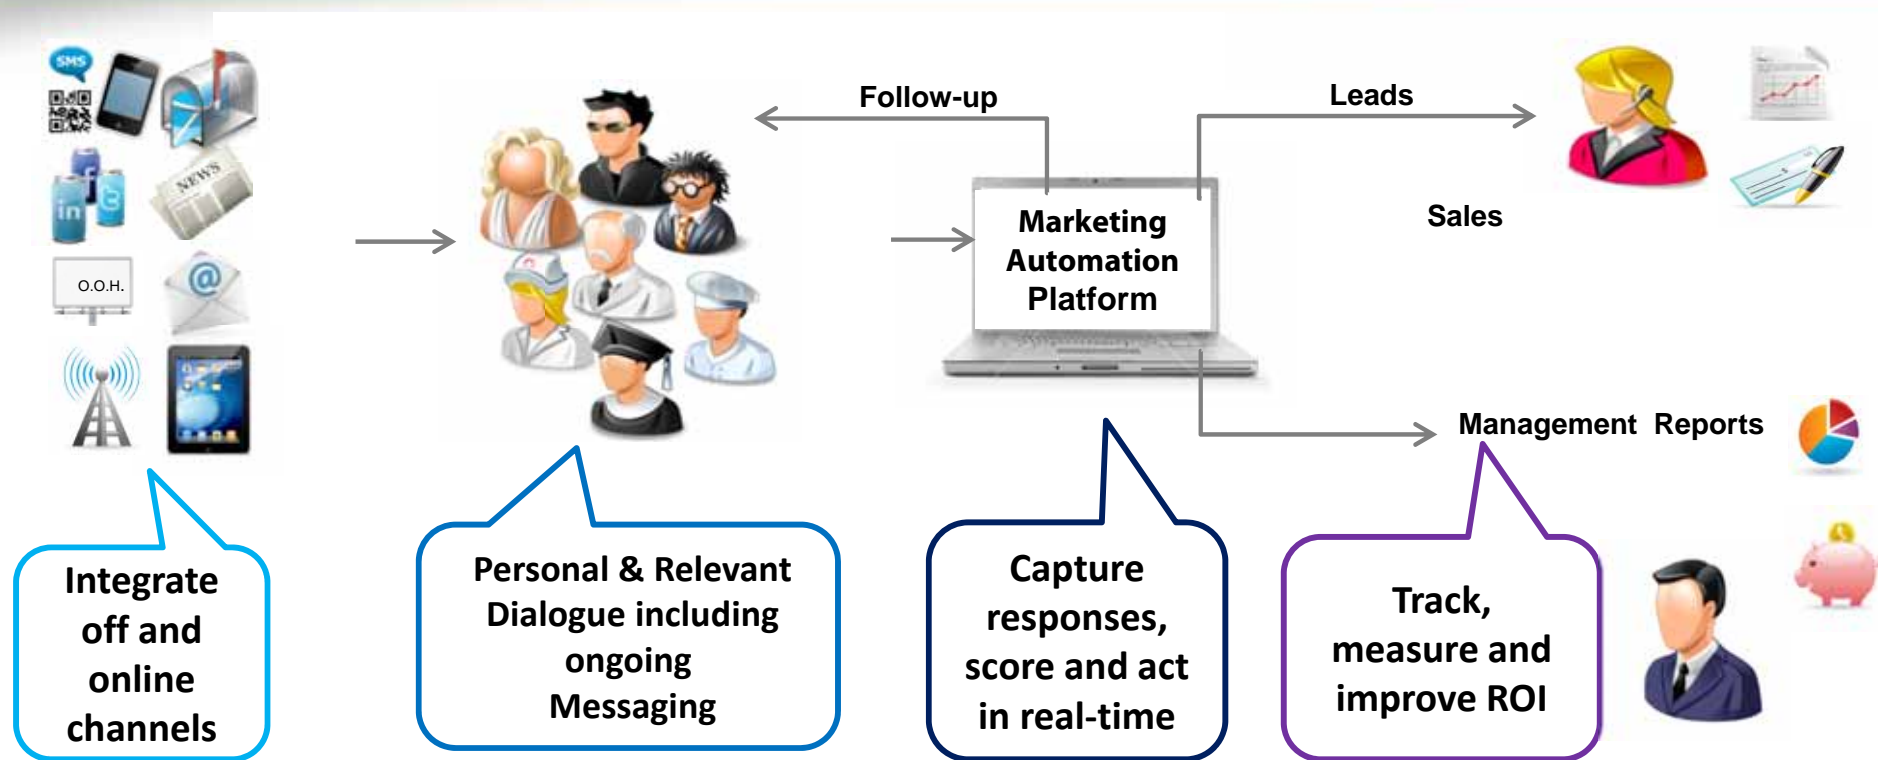 SMS
NEWS
in
O.O.H.
@
Follow-up
Leads
Marketing
Automation
Platform
Sales
Management Reports
Integrate
off and
online
channels
Personal & Relevant
Dialogue including
ongoing
Messaging
Capture
responses,
score and act
in real-time
Track,
measure and
improve ROI